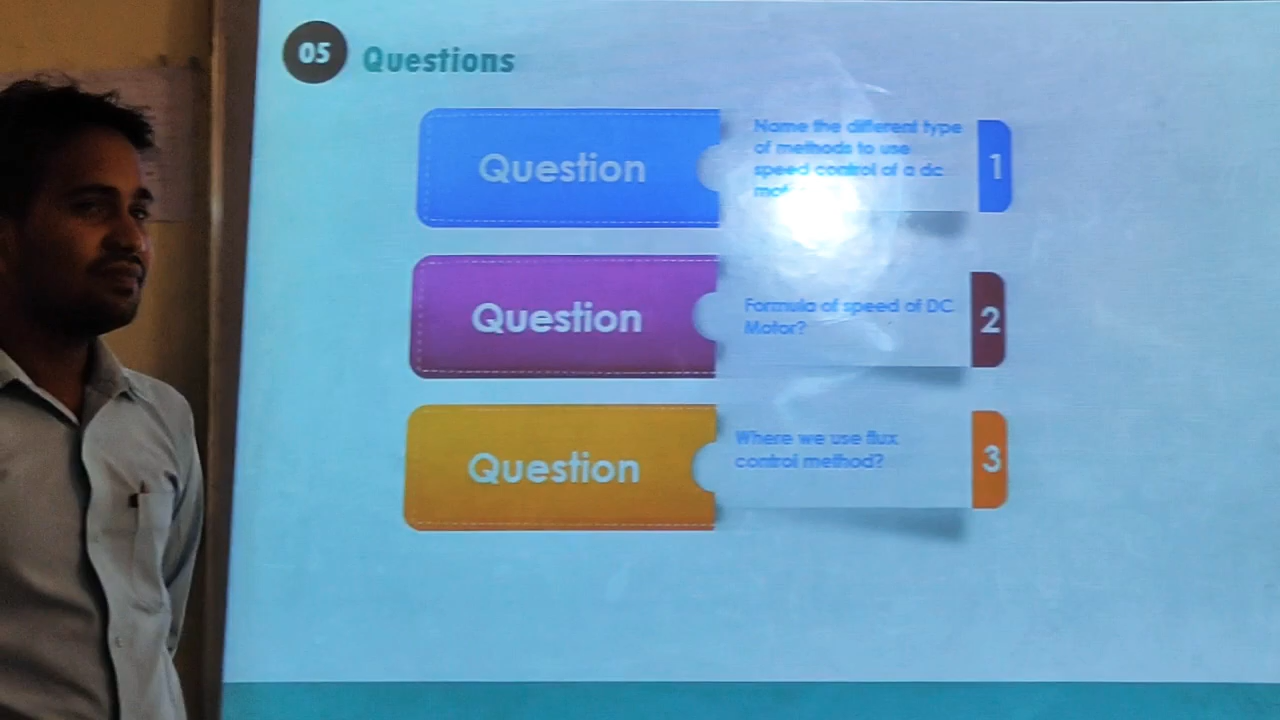 05
Questions
Question
Name the different type
of methods to use
speed control of a dc
1
Question
Formula of speed of DC
Motor?
2
Question
Where we use flux
control method?
3